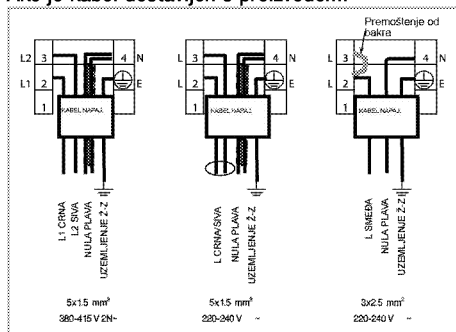 Ako je kabel dostavljen s proizvodom:
Premoštenje od
bakra
L2 3 4 N
L1 2 E
1
KABEL NAPAJ.
L1 CRNA
L2 SIVA
NULA PLAVA
UZEMLJENJE Ž-Z
5x1.5 mm²
380-415 V 2N~
L 3 4 N
L 2 E
1
KABEL NAPAJ.
L CRNA/SIVA
NULA PLAVA
UZEMLJENJE Ž-Z
5x1.5 mm²
220-240 V ~
L 3 4 N
L 2 E
1
KABEL NAPAJ.
L SMEĐA
NULA PLAVA
UZEMLJENJE Ž-Z
3x2.5 mm²
220-240 V ~